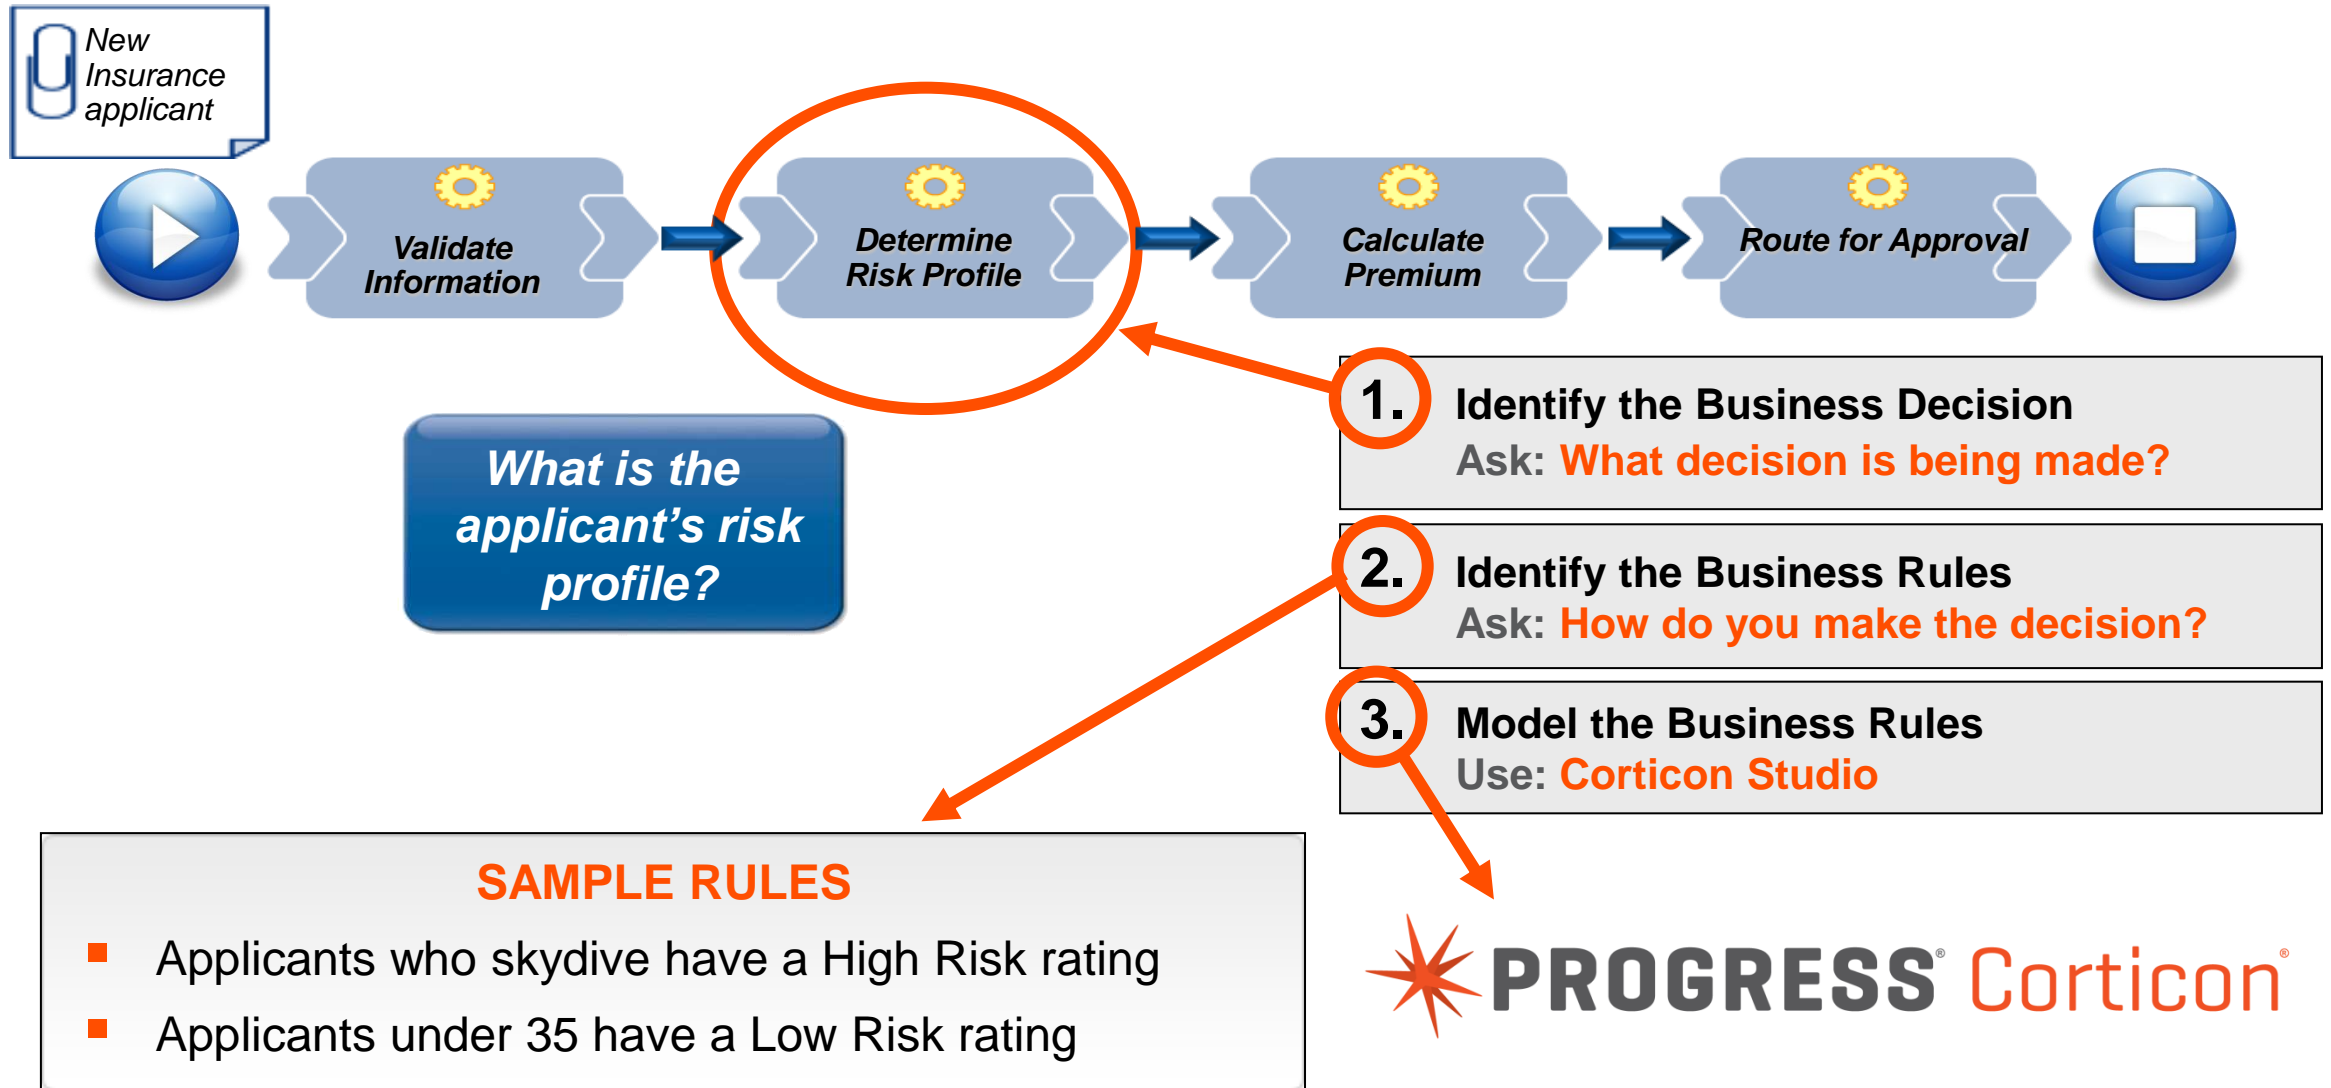 New
Insurance
applicant
Validate
Information
Determine
Risk Profile
Calculate
Premium
Route for Approval
What is the
applicant’s risk
profile?
1. Identify the Business Decision
Ask: What decision is being made?
2. Identify the Business Rules
Ask: How do you make the decision?
3. Model the Business Rules
Use: Corticon Studio
SAMPLE RULES
▪ Applicants who skydive have a High Risk rating
▪ Applicants under 35 have a Low Risk rating
PROGRESS® Corticon®